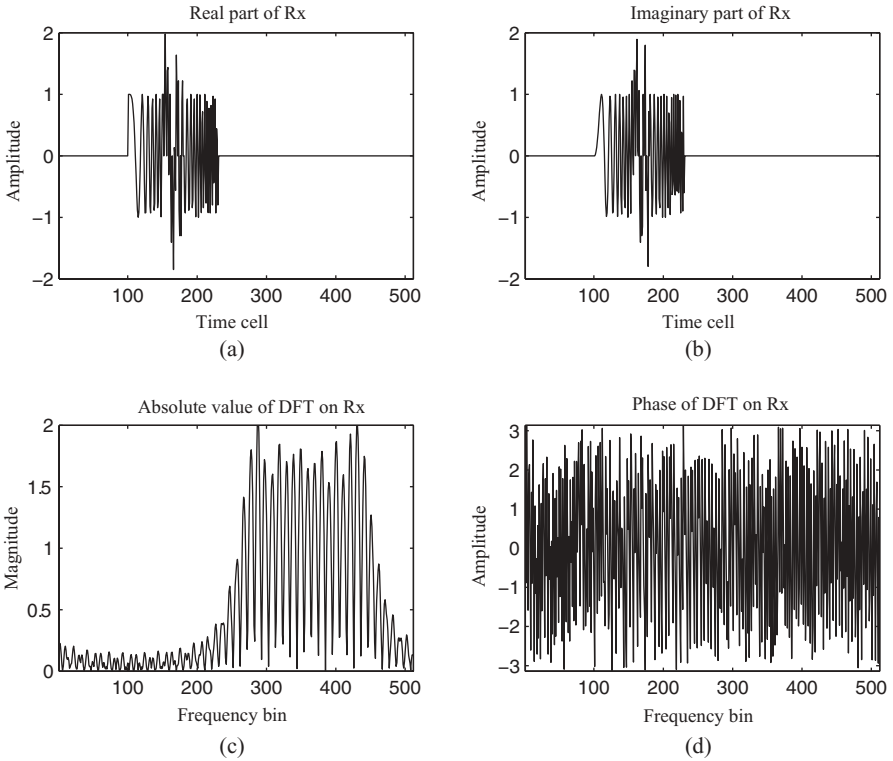 Real part of Rx
2
1
0
−1
−2
Amplitude
100 200 300 400 500
Time cell
(a)
Imaginary part of Rx
2
1
0
−1
−2
Amplitude
100 200 300 400 500
Time cell
(b)
Absolute value of DFT on Rx
2
1.5
1
0.5
0
Magnitude
100 200 300 400 500
Frequency bin
(c)
Phase of DFT on Rx
3
2
1
0
−1
−2
−3
Amplitude
100 200 300 400 500
Frequency bin
(d)